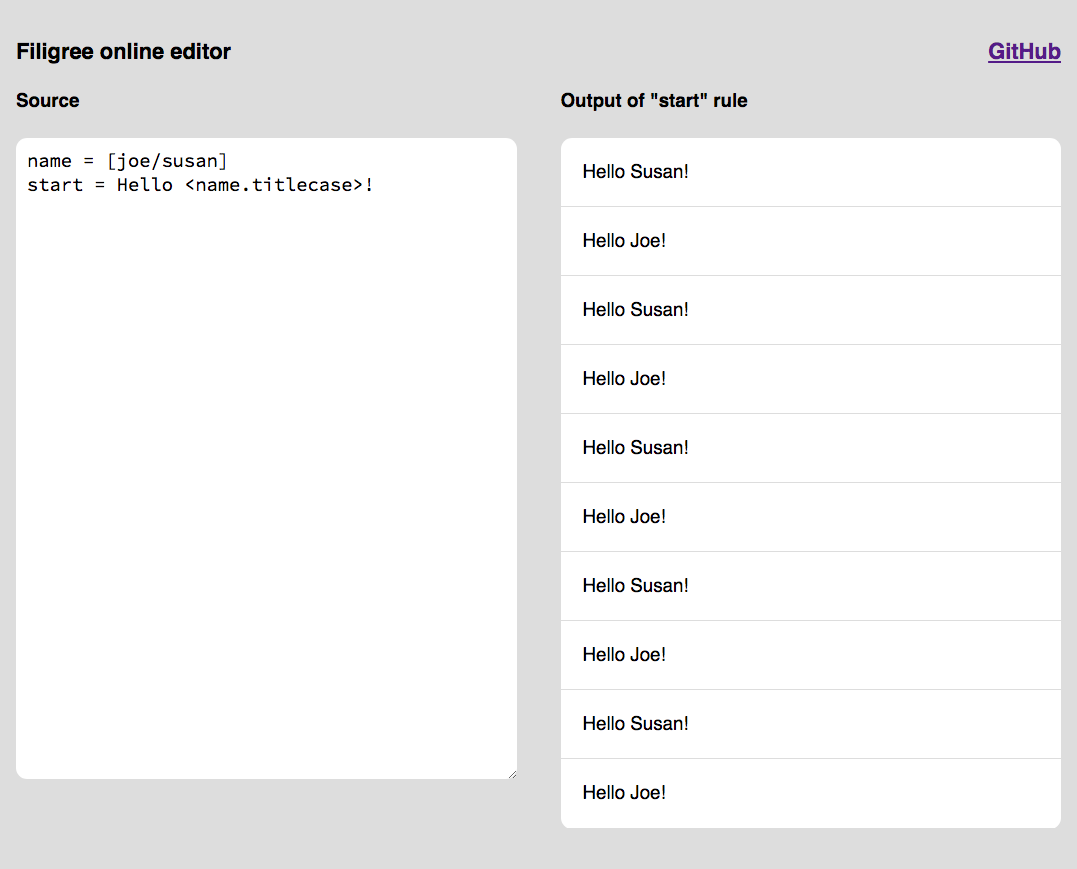 Filigree online editor
GitHub
Source
name = [joe/susan]
start = Hello <name.titlecase>!
Output of "start" rule
Hello Susan!
Hello Joe!
Hello Susan!
Hello Joe!
Hello Susan!
Hello Joe!
Hello Susan!
Hello Joe!
Hello Susan!
Hello Joe!